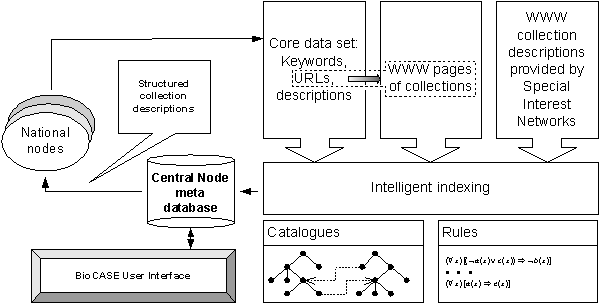 Core data set:
Keywords,
URLs,
descriptions
WWW pages
of collections
WWW
collection
descriptions
provided by
Special
Interest
Networks
Structured
collection
descriptions
National
nodes
Central Node
meta
database
Intelligent indexing
BioCASE User Interface
Catalogues
Rules
(∀s)[¬a(s)∨c(s)) ⇒ ¬b(s)]
• • •
(∀s)[a(s) ⇒ e(s)]